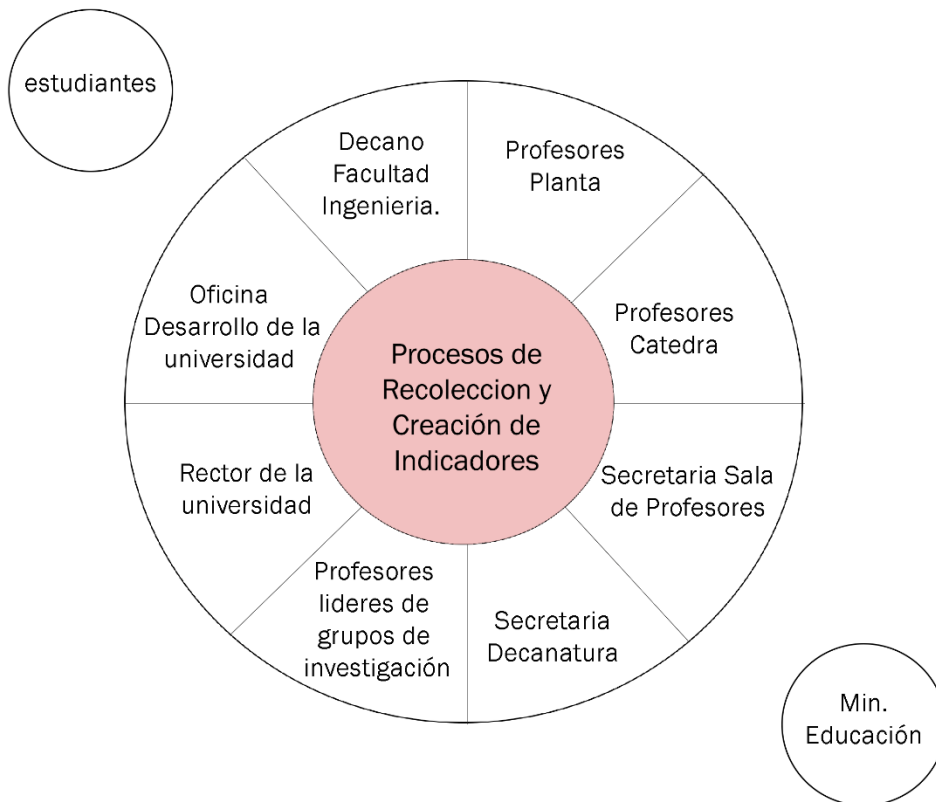 estudiantes
Decano
Facultad
Ingenieria.
Profesores
Planta
Oficina
Desarrollo de la
universidad
Profesores
Catedra
Procesos de
Recoleccion y
Creación de
Indicadores
Rector de la
universidad
Secretaria Sala
de Profesores
Profesores
lideres de
grupos de
investigación
Secretaria
Decanatura
Min.
Educación